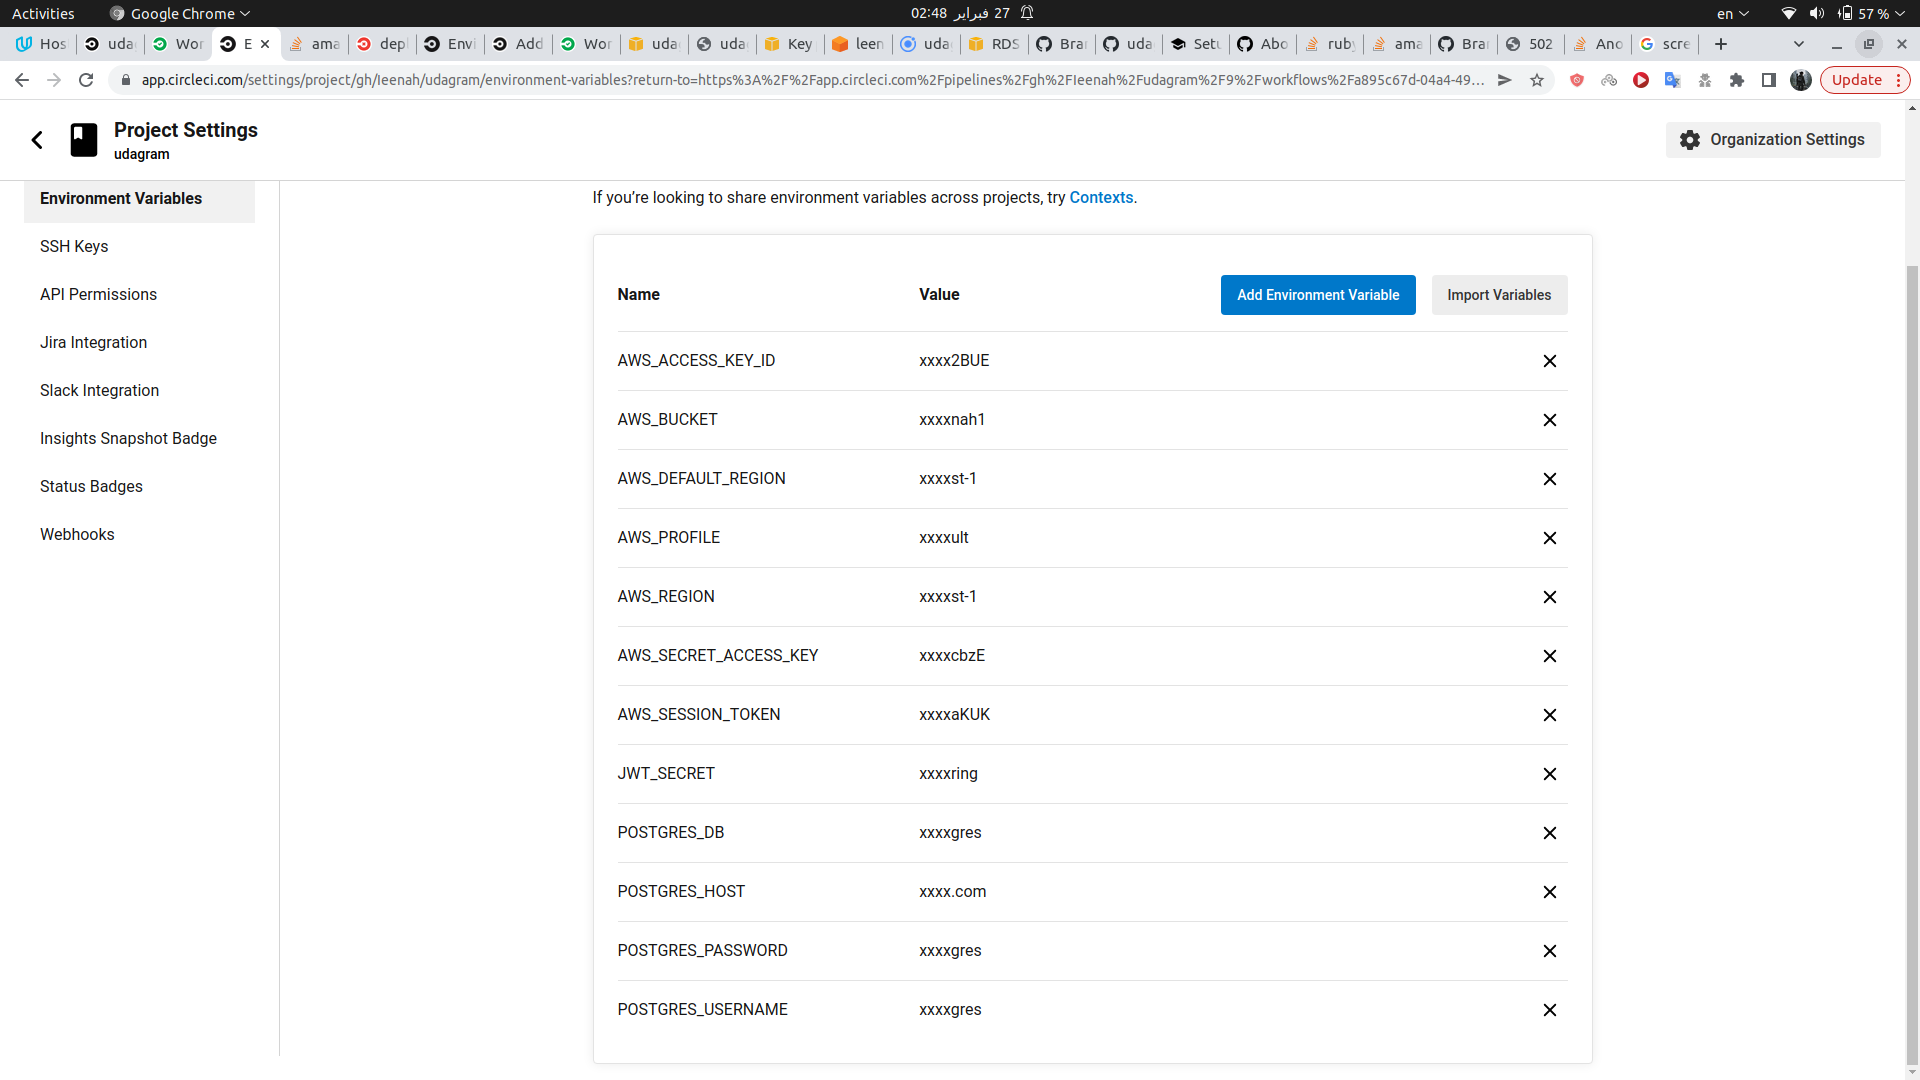 Activities Google Chrome 02:48 27 فبراير en 57 %
Hos uda Wor E ama dep Envi Add Wor uda uda Key leen uda RDS Bra uda Setu Abo ruby ama Bra 502 Ano scre
app.circleci.com/settings/project/gh/leenah/udagram/environment-variables?return-to=https%3A%2F%2Fapp.circleci.com%2Fpipelines%2Fgh%2Fleenah%2Fudagram%2F9%2Fworkflows%2Fa895c67d-04a4-49... Update
Project Settings
udagram
Organization Settings
Environment Variables
SSH Keys
API Permissions
Jira Integration
Slack Integration
Insights Snapshot Badge
Status Badges
Webhooks
If you’re looking to share environment variables across projects, try Contexts.
Name Value Add Environment Variable Import Variables
AWS_ACCESS_KEY_ID xxxx2BUE
AWS_BUCKET xxxxnah1
AWS_DEFAULT_REGION xxxxst-1
AWS_PROFILE xxxxult
AWS_REGION xxxxst-1
AWS_SECRET_ACCESS_KEY xxxxcbzE
AWS_SESSION_TOKEN xxxxaKUK
JWT_SECRET xxxxring
POSTGRES_DB xxxxgres
POSTGRES_HOST xxxx.com
POSTGRES_PASSWORD xxxxgres
POSTGRES_USERNAME xxxxgres